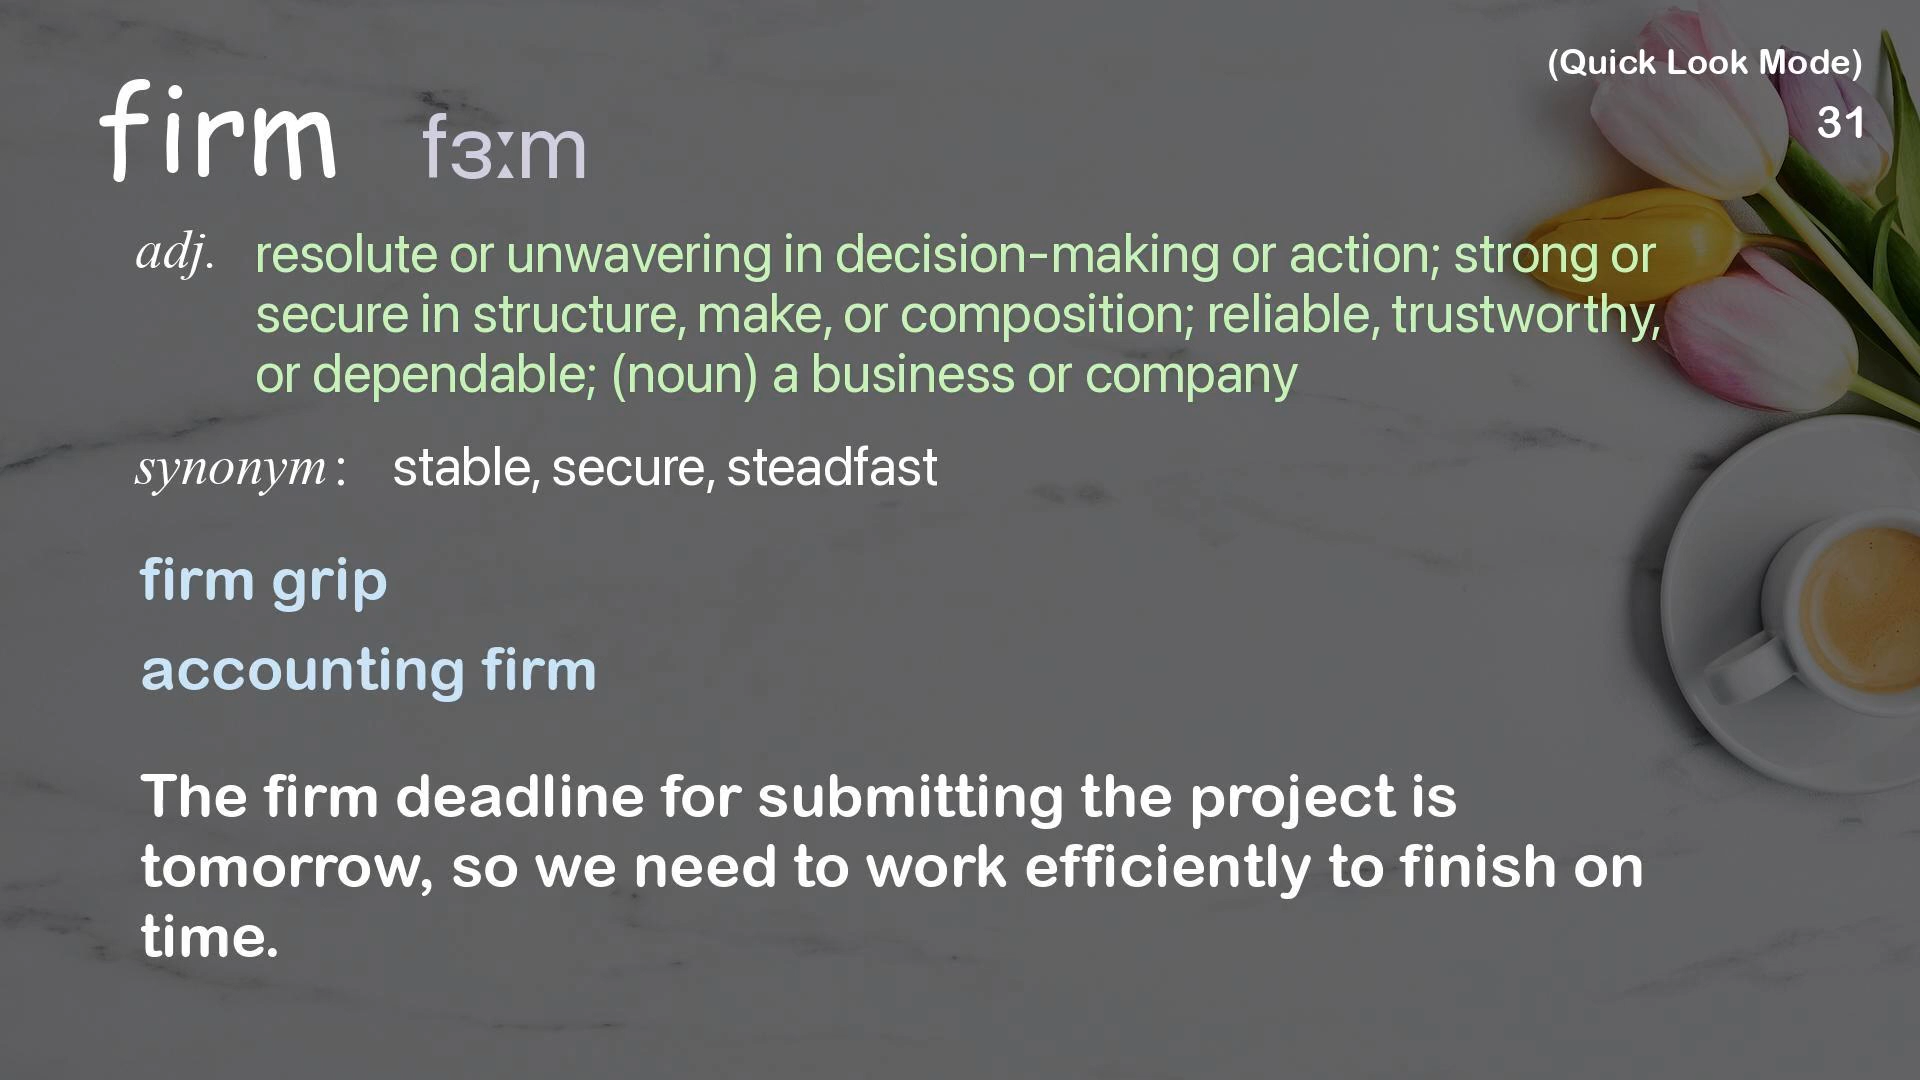 (Quick Look Mode)
31
firm fɜːm
adj. resolute or unwavering in decision-making or action; strong or
secure in structure, make, or composition; reliable, trustworthy,
or dependable; (noun) a business or company
synonym: stable, secure, steadfast
firm grip
accounting firm
The firm deadline for submitting the project is
tomorrow, so we need to work efficiently to finish on
time.